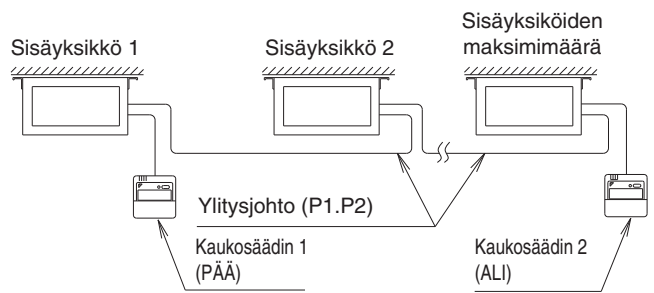 Sisäyksikkö 1
Sisäyksikkö 2
Sisäyksiköiden
maksimimäärä
Ylitysjohto (P1.P2)
Kaukosäädin 1
(PÄÄ)
Kaukosäädin 2
(ALI)